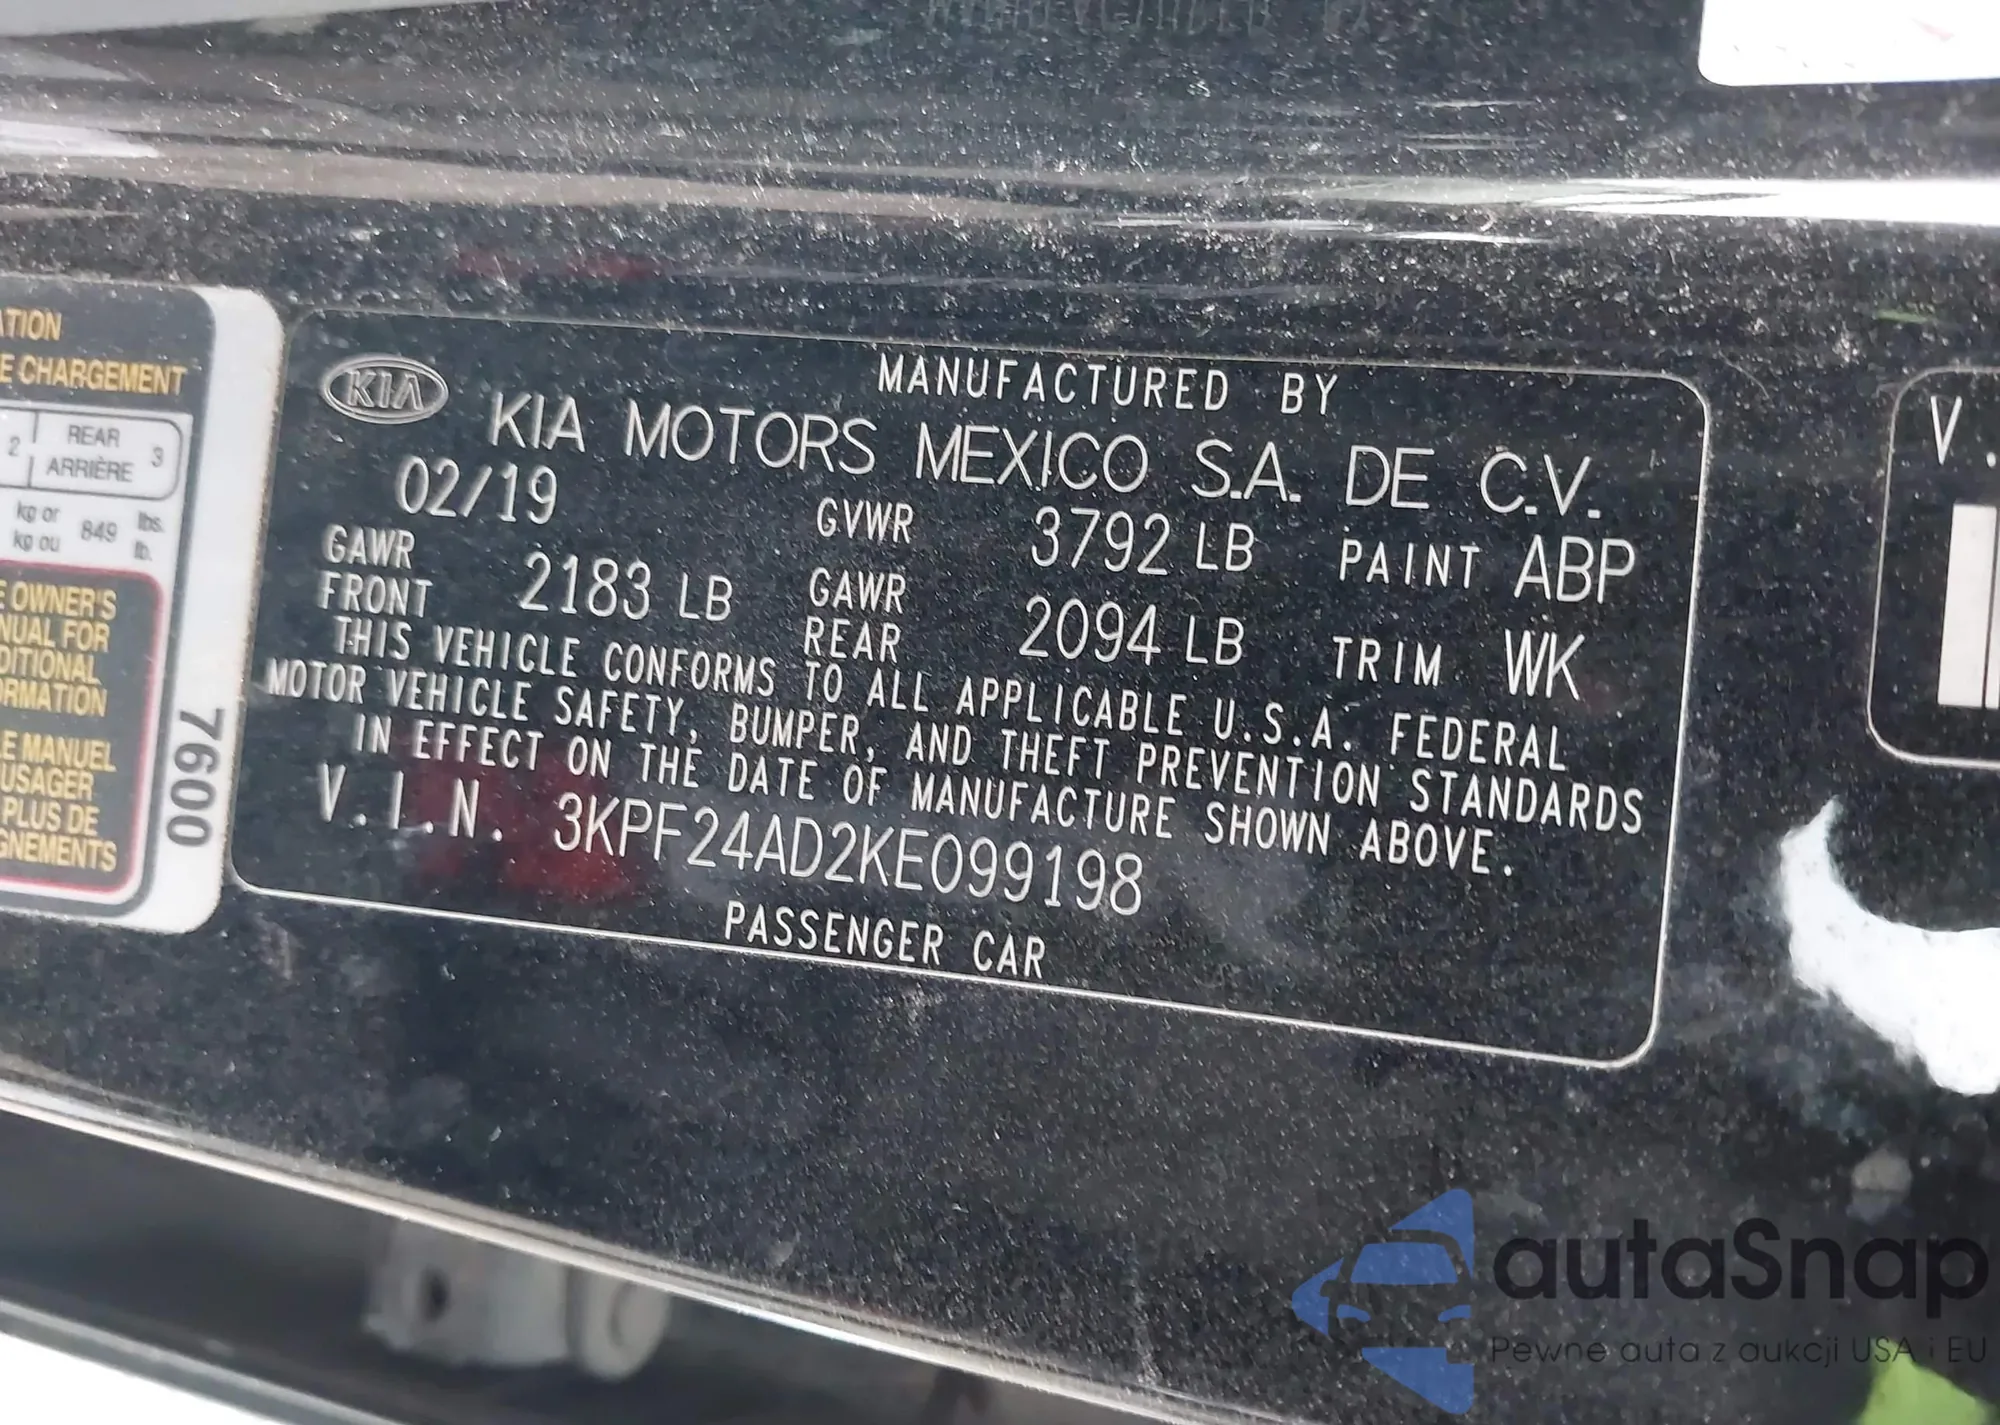 ATION
E CHARGEMENT
2 REAR 3
ARRIÈRE
kg or 849 lbs.
kg ou lb.
E OWNER'S
NUAL FOR
DITIONAL
ORMATION
LE MANUEL
USAGER
PLUS DE
GNEMENTS
7600
KIA
MANUFACTURED BY
KIA MOTORS MEXICO S.A. DE C.V.
02/19 GVWR 3792 LB PAINT ABP
GAWR FRONT 2183 LB GAWR REAR 2094 LB TRIM WK
THIS VEHICLE CONFORMS TO ALL APPLICABLE U.S.A. FEDERAL
MOTOR VEHICLE SAFETY, BUMPER, AND THEFT PREVENTION STANDARDS
IN EFFECT ON THE DATE OF MANUFACTURE SHOWN ABOVE.
V.I.N. 3KPF24AD2KE099198
PASSENGER CAR
V.
autaSnap
Pewne auta z aukcji USA i EU